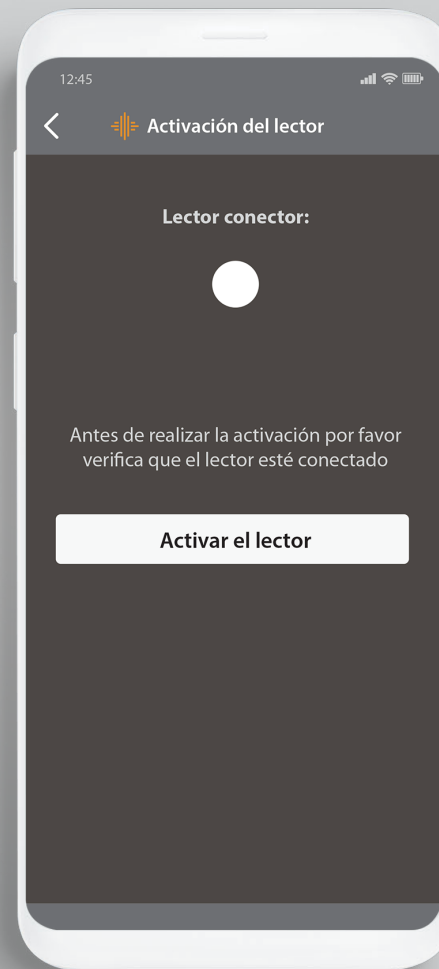 12:45
Activación del lector
Lector conector:
Antes de realizar la activación por favor
verifica que el lector esté conectado
Activar el lector